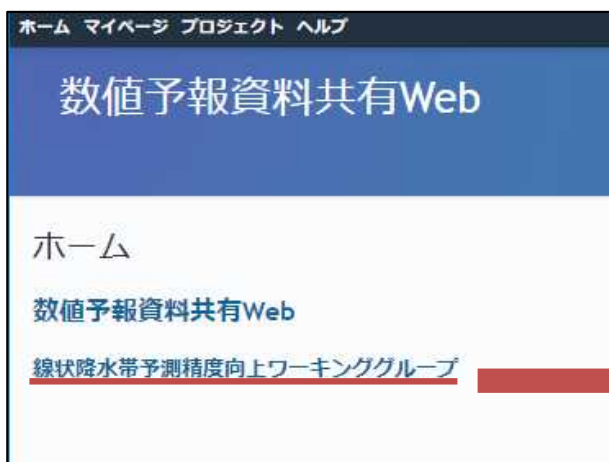 ホーム マイページ プロジェクト ヘルプ
数値予報資料共有Web
ホーム
数値予報資料共有Web
線状降水帯予測精度向上ワーキンググループ